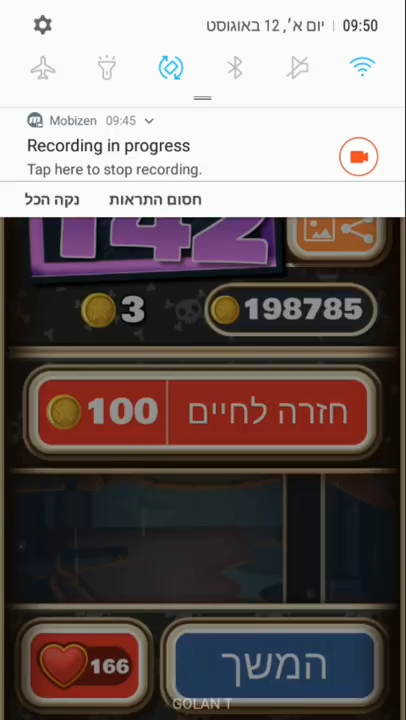 יום א׳, 12 באוגוסט | 09:50
Mobizen 09:45
Recording in progress
Tap here to stop recording.
חסום התראות נקה הכל
142
3 198785
100 חזרה לחיים
166 המשך
GOLAN T